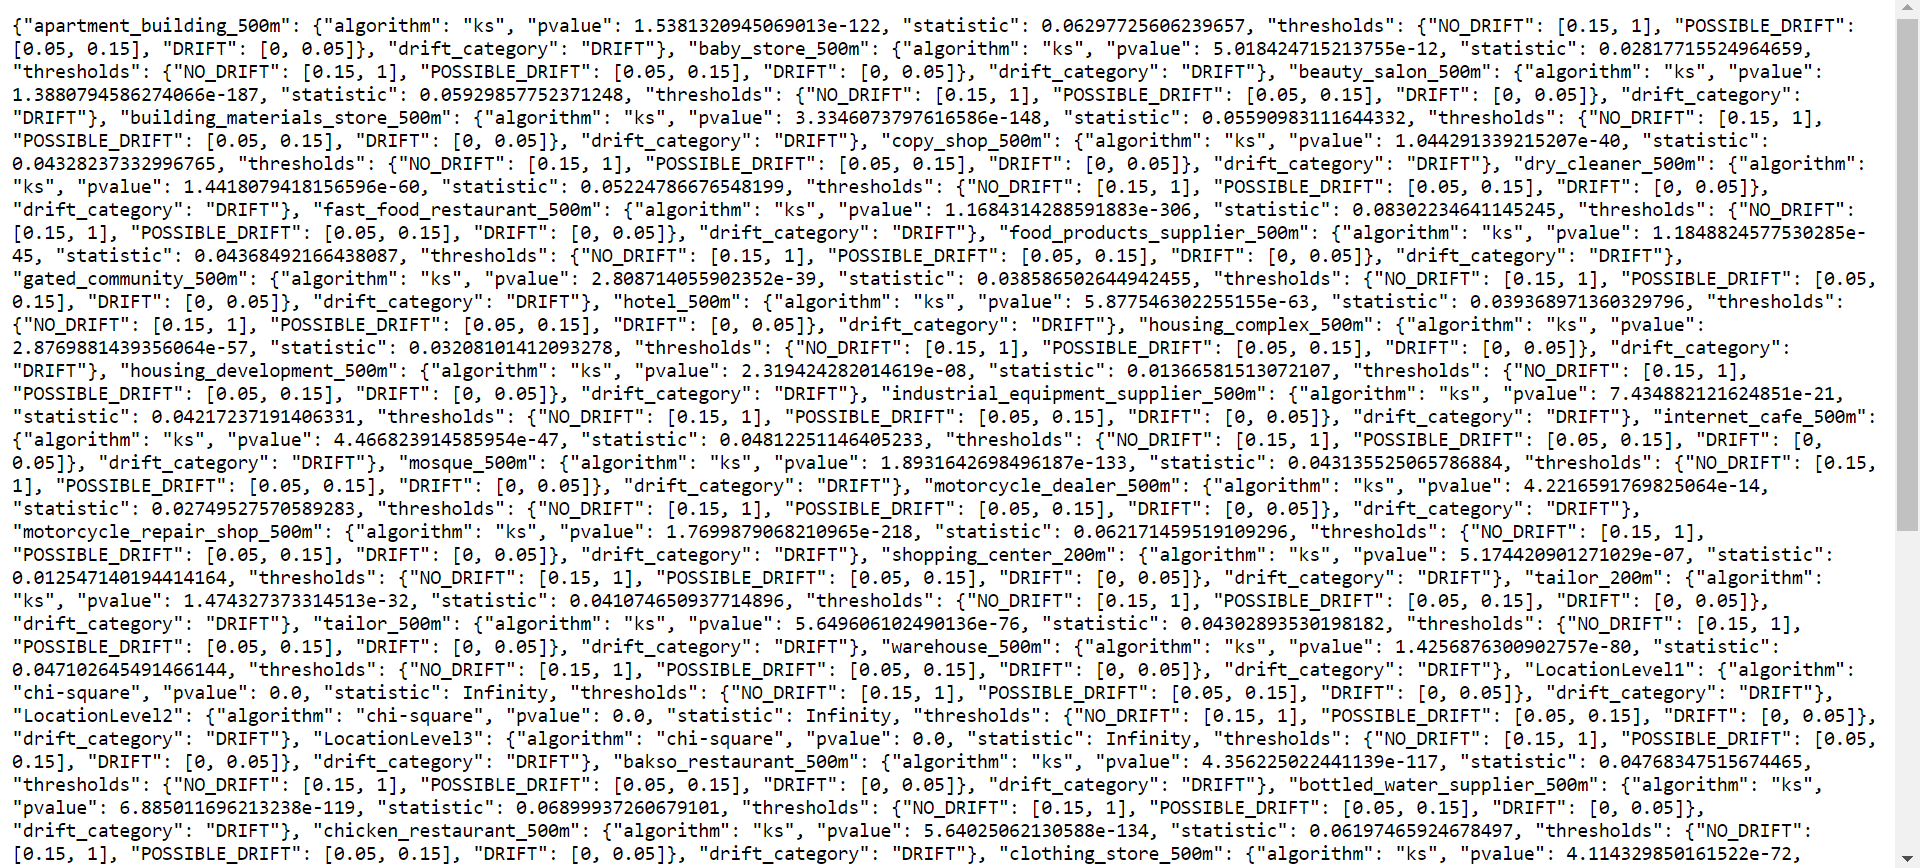 {"apartment_building_500m": {"algorithm": "ks", "pvalue": 1.5381320945069013e-122, "statistic": 0.06297725606239657, "thresholds": {"NO_DRIFT": [0.15, 1], "POSSIBLE_DRIFT":
[0.05, 0.15], "DRIFT": [0, 0.05]}, "drift_category": "DRIFT"}, "baby_store_500m": {"algorithm": "ks", "pvalue": 5.018424715213755e-12, "statistic": 0.02817715524964659,
"thresholds": {"NO_DRIFT": [0.15, 1], "POSSIBLE_DRIFT": [0.05, 0.15], "DRIFT": [0, 0.05]}, "drift_category": "DRIFT"}, "beauty_salon_500m": {"algorithm": "ks", "pvalue":
1.3880794586274066e-187, "statistic": 0.05929857752371248, "thresholds": {"NO_DRIFT": [0.15, 1], "POSSIBLE_DRIFT": [0.05, 0.15], "DRIFT": [0, 0.05]}, "drift_category":
"DRIFT"}, "building_materials_store_500m": {"algorithm": "ks", "pvalue": 3.3346073797616586e-148, "statistic": 0.05590983111644332, "thresholds": {"NO_DRIFT": [0.15, 1],
"POSSIBLE_DRIFT": [0.05, 0.15], "DRIFT": [0, 0.05]}, "drift_category": "DRIFT"}, "copy_shop_500m": {"algorithm": "ks", "pvalue": 1.044291339215207e-40, "statistic":
0.04328237332996765, "thresholds": {"NO_DRIFT": [0.15, 1], "POSSIBLE_DRIFT": [0.05, 0.15], "DRIFT": [0, 0.05]}, "drift_category": "DRIFT"}, "dry_cleaner_500m": {"algorithm":
"ks", "pvalue": 1.4418079418156596e-60, "statistic": 0.05224786676548199, "thresholds": {"NO_DRIFT": [0.15, 1], "POSSIBLE_DRIFT": [0.05, 0.15], "DRIFT": [0, 0.05]},
"drift_category": "DRIFT"}, "fast_food_restaurant_500m": {"algorithm": "ks", "pvalue": 1.1684314288591883e-306, "statistic": 0.08302234641145245, "thresholds": {"NO_DRIFT":
[0.15, 1], "POSSIBLE_DRIFT": [0.05, 0.15], "DRIFT": [0, 0.05]}, "drift_category": "DRIFT"}, "food_products_supplier_500m": {"algorithm": "ks", "pvalue": 1.1848824577530285e-
45, "statistic": 0.04368492166438087, "thresholds": {"NO_DRIFT": [0.15, 1], "POSSIBLE_DRIFT": [0.05, 0.15], "DRIFT": [0, 0.05]}, "drift_category": "DRIFT"},
"gated_community_500m": {"algorithm": "ks", "pvalue": 2.808714055902352e-39, "statistic": 0.038586502644942455, "thresholds": {"NO_DRIFT": [0.15, 1], "POSSIBLE_DRIFT": [0.05,
0.15], "DRIFT": [0, 0.05]}, "drift_category": "DRIFT"}, "hotel_500m": {"algorithm": "ks", "pvalue": 5.877546302255155e-63, "statistic": 0.039368971360329796, "thresholds":
{"NO_DRIFT": [0.15, 1], "POSSIBLE_DRIFT": [0.05, 0.15], "DRIFT": [0, 0.05]}, "drift_category": "DRIFT"}, "housing_complex_500m": {"algorithm": "ks", "pvalue":
2.8769881439356064e-57, "statistic": 0.03208101412093278, "thresholds": {"NO_DRIFT": [0.15, 1], "POSSIBLE_DRIFT": [0.05, 0.15], "DRIFT": [0, 0.05]}, "drift_category":
"DRIFT"}, "housing_development_500m": {"algorithm": "ks", "pvalue": 2.319424282014619e-08, "statistic": 0.01366581513072107, "thresholds": {"NO_DRIFT": [0.15, 1],
"POSSIBLE_DRIFT": [0.05, 0.15], "DRIFT": [0, 0.05]}, "drift_category": "DRIFT"}, "industrial_equipment_supplier_500m": {"algorithm": "ks", "pvalue": 7.434882121624851e-21,
"statistic": 0.04217237191406331, "thresholds": {"NO_DRIFT": [0.15, 1], "POSSIBLE_DRIFT": [0.05, 0.15], "DRIFT": [0, 0.05]}, "drift_category": "DRIFT"}, "internet_cafe_500m":
{"algorithm": "ks", "pvalue": 4.466823914585954e-47, "statistic": 0.04812251146405233, "thresholds": {"NO_DRIFT": [0.15, 1], "POSSIBLE_DRIFT": [0.05, 0.15], "DRIFT": [0,
0.05]}, "drift_category": "DRIFT"}, "mosque_500m": {"algorithm": "ks", "pvalue": 1.8931642698496187e-133, "statistic": 0.043135525065786884, "thresholds": {"NO_DRIFT": [0.15,
1], "POSSIBLE_DRIFT": [0.05, 0.15], "DRIFT": [0, 0.05]}, "drift_category": "DRIFT"}, "motorcycle_dealer_500m": {"algorithm": "ks", "pvalue": 4.2216591769825064e-14,
"statistic": 0.02749527570589283, "thresholds": {"NO_DRIFT": [0.15, 1], "POSSIBLE_DRIFT": [0.05, 0.15], "DRIFT": [0, 0.05]}, "drift_category": "DRIFT"},
"motorcycle_repair_shop_500m": {"algorithm": "ks", "pvalue": 1.7699879068210965e-218, "statistic": 0.062171459519109296, "thresholds": {"NO_DRIFT": [0.15, 1],
"POSSIBLE_DRIFT": [0.05, 0.15], "DRIFT": [0, 0.05]}, "drift_category": "DRIFT"}, "shopping_center_200m": {"algorithm": "ks", "pvalue": 5.174420901271029e-07, "statistic":
0.012547140194414164, "thresholds": {"NO_DRIFT": [0.15, 1], "POSSIBLE_DRIFT": [0.05, 0.15], "DRIFT": [0, 0.05]}, "drift_category": "DRIFT"}, "tailor_200m": {"algorithm":
"ks", "pvalue": 1.474327373314513e-32, "statistic": 0.041074650937714896, "thresholds": {"NO_DRIFT": [0.15, 1], "POSSIBLE_DRIFT": [0.05, 0.15], "DRIFT": [0, 0.05]},
"drift_category": "DRIFT"}, "tailor_500m": {"algorithm": "ks", "pvalue": 5.649606102490136e-76, "statistic": 0.04302893530198182, "thresholds": {"NO_DRIFT": [0.15, 1],
"POSSIBLE_DRIFT": [0.05, 0.15], "DRIFT": [0, 0.05]}, "drift_category": "DRIFT"}, "warehouse_500m": {"algorithm": "ks", "pvalue": 1.4256876300902757e-80, "statistic":
0.047102645491466144, "thresholds": {"NO_DRIFT": [0.15, 1], "POSSIBLE_DRIFT": [0.05, 0.15], "DRIFT": [0, 0.05]}, "drift_category": "DRIFT"}, "LocationLevel1": {"algorithm":
"chi-square", "pvalue": 0.0, "statistic": Infinity, "thresholds": {"NO_DRIFT": [0.15, 1], "POSSIBLE_DRIFT": [0.05, 0.15], "DRIFT": [0, 0.05]}, "drift_category": "DRIFT"},
"LocationLevel2": {"algorithm": "chi-square", "pvalue": 0.0, "statistic": Infinity, "thresholds": {"NO_DRIFT": [0.15, 1], "POSSIBLE_DRIFT": [0.05, 0.15], "DRIFT": [0, 0.05]},
"drift_category": "DRIFT"}, "LocationLevel3": {"algorithm": "chi-square", "pvalue": 0.0, "statistic": Infinity, "thresholds": {"NO_DRIFT": [0.15, 1], "POSSIBLE_DRIFT": [0.05,
0.15], "DRIFT": [0, 0.05]}, "drift_category": "DRIFT"}, "bakso_restaurant_500m": {"algorithm": "ks", "pvalue": 4.356225022441139e-117, "statistic": 0.04768347515674465,
"thresholds": {"NO_DRIFT": [0.15, 1], "POSSIBLE_DRIFT": [0.05, 0.15], "DRIFT": [0, 0.05]}, "drift_category": "DRIFT"}, "bottled_water_supplier_500m": {"algorithm": "ks",
"pvalue": 6.885011696213238e-119, "statistic": 0.06899937260679101, "thresholds": {"NO_DRIFT": [0.15, 1], "POSSIBLE_DRIFT": [0.05, 0.15], "DRIFT": [0, 0.05]},
"drift_category": "DRIFT"}, "chicken_restaurant_500m": {"algorithm": "ks", "pvalue": 5.64025062130588e-134, "statistic": 0.06197465924678497, "thresholds": {"NO_DRIFT":
[0.15, 1], "POSSIBLE_DRIFT": [0.05, 0.15], "DRIFT": [0, 0.05]}, "drift_category": "DRIFT"}, "clothing_store_500m": {"algorithm": "ks", "pvalue": 4.114329850161522e-72,